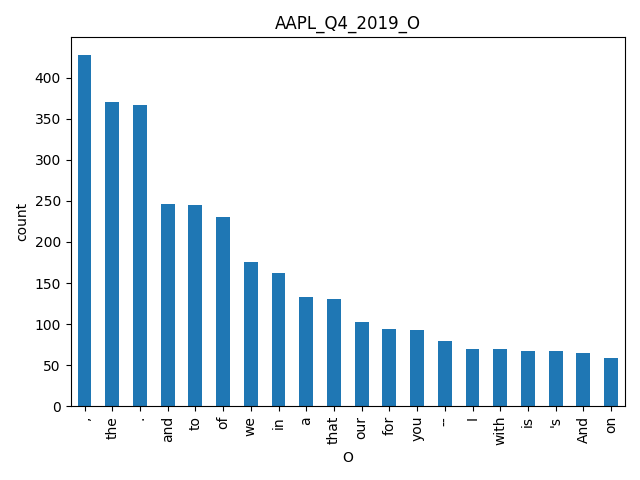 AAPL_Q4_2019_O
count
400
350
300
250
200
150
100
50
0
,
the
.
and
to
of
we
in
a
that
our
for
you
--
I
with
is
's
And
on
O